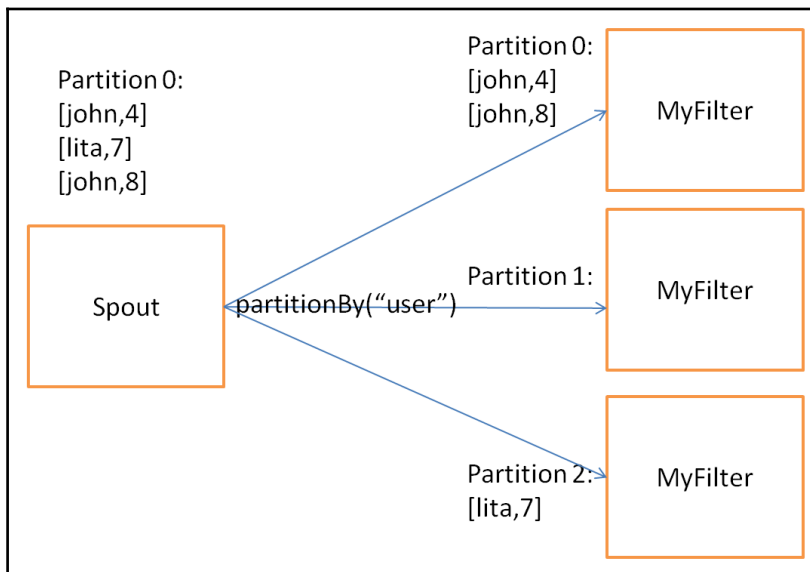 Partition 0:
[john,4]
[lita,7]
[john,8]
Spout
partitionBy(“user”)
Partition 0:
[john,4]
[john,8]
MyFilter
Partition 1:
MyFilter
Partition 2:
[lita,7]
MyFilter